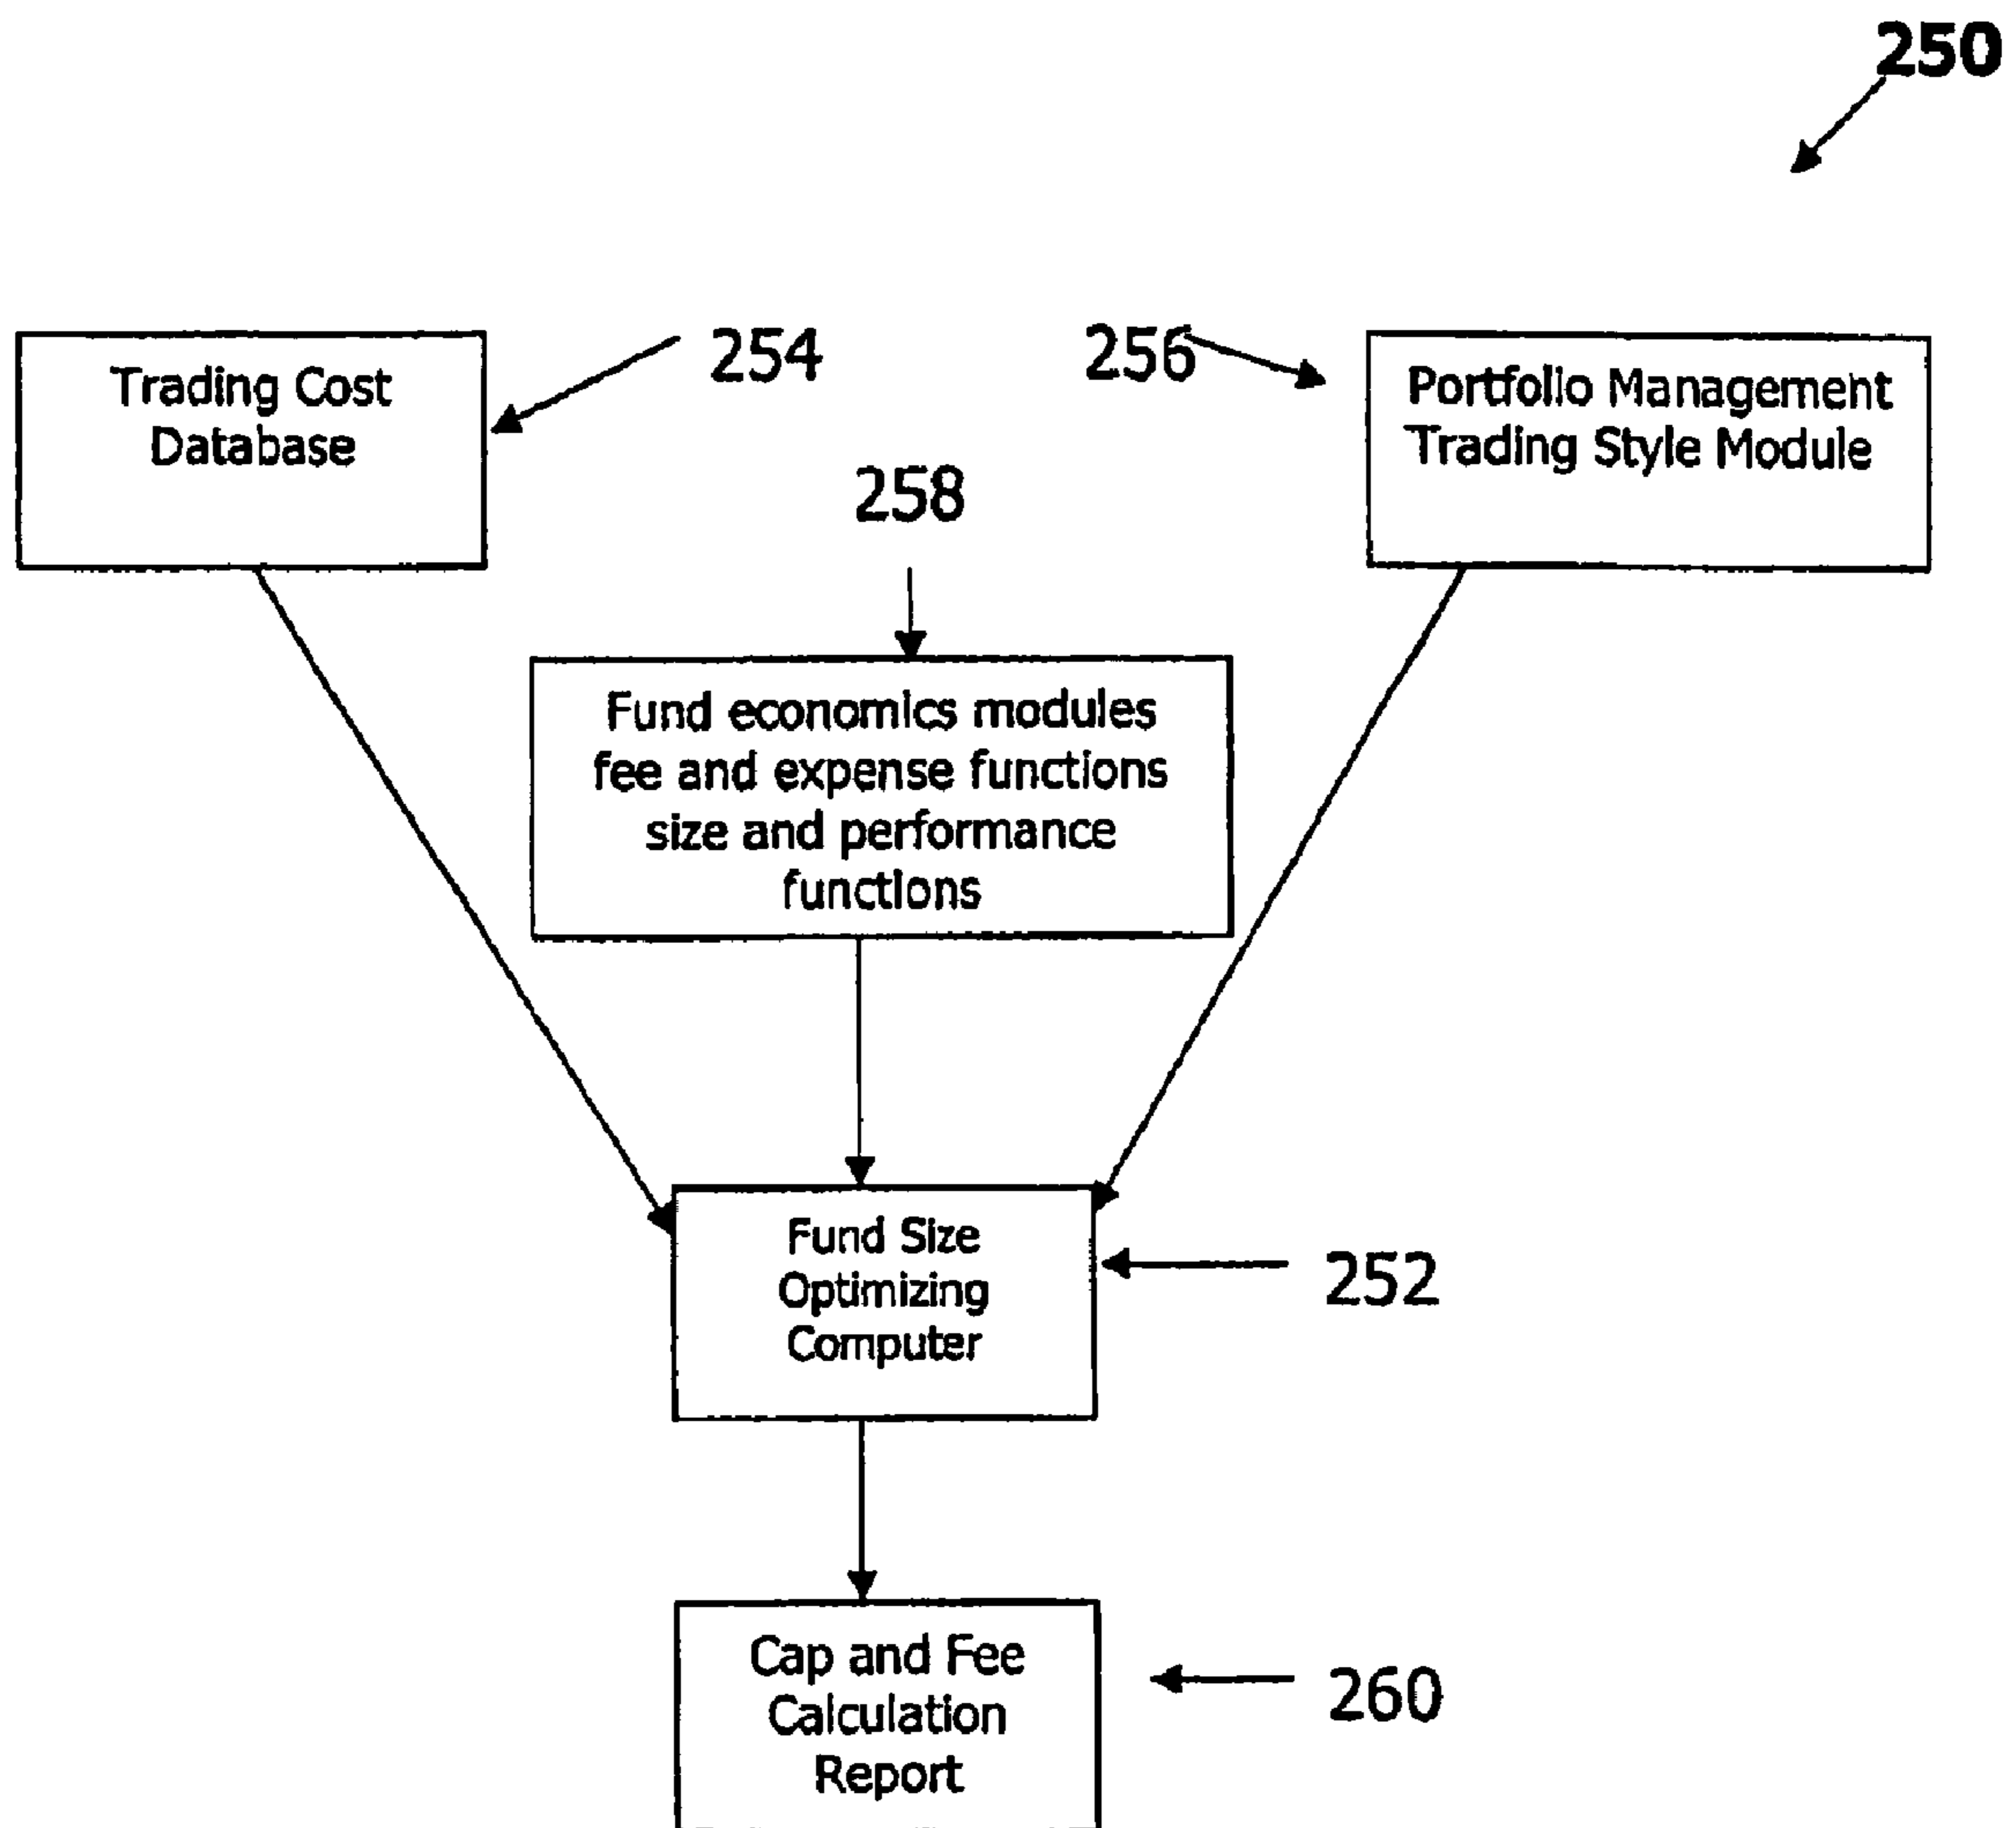 250
Trading Cost
Database
254
256
Portfolio Management
Trading Style Module
258
Fund economics modules
fee and expense functions
size and performance
functions
Fund Size
Optimizing
Computer
252
Cap and Fee
Calculation
Report
260